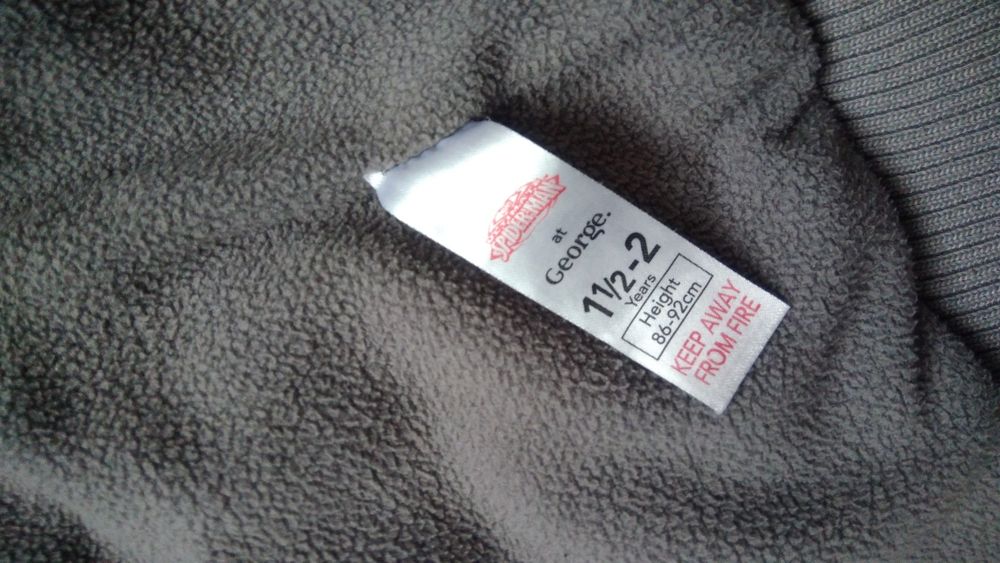 SPIDER-MAN
at
George.
1½-2
Years
Height
86-92cm
KEEP AWAY
FROM FIRE